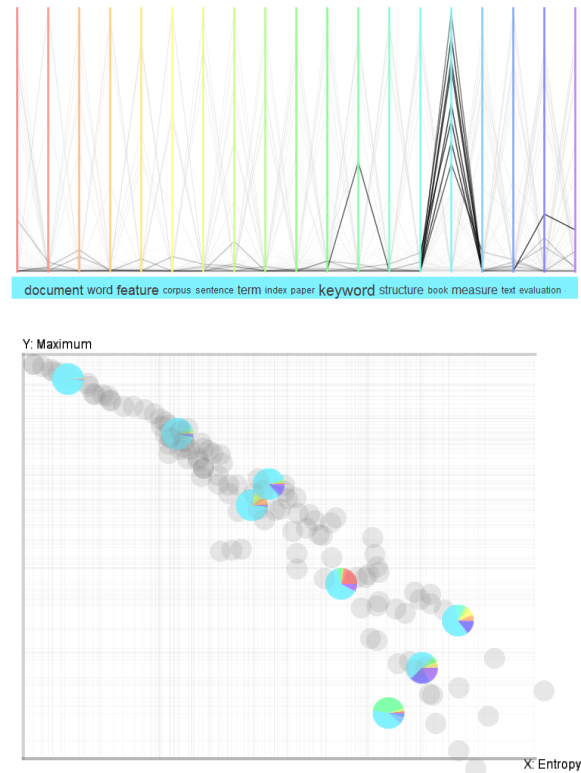 document word feature corpus sentence term index paper keyword structure book measure text evaluation
Y: Maximum
X: Entropy